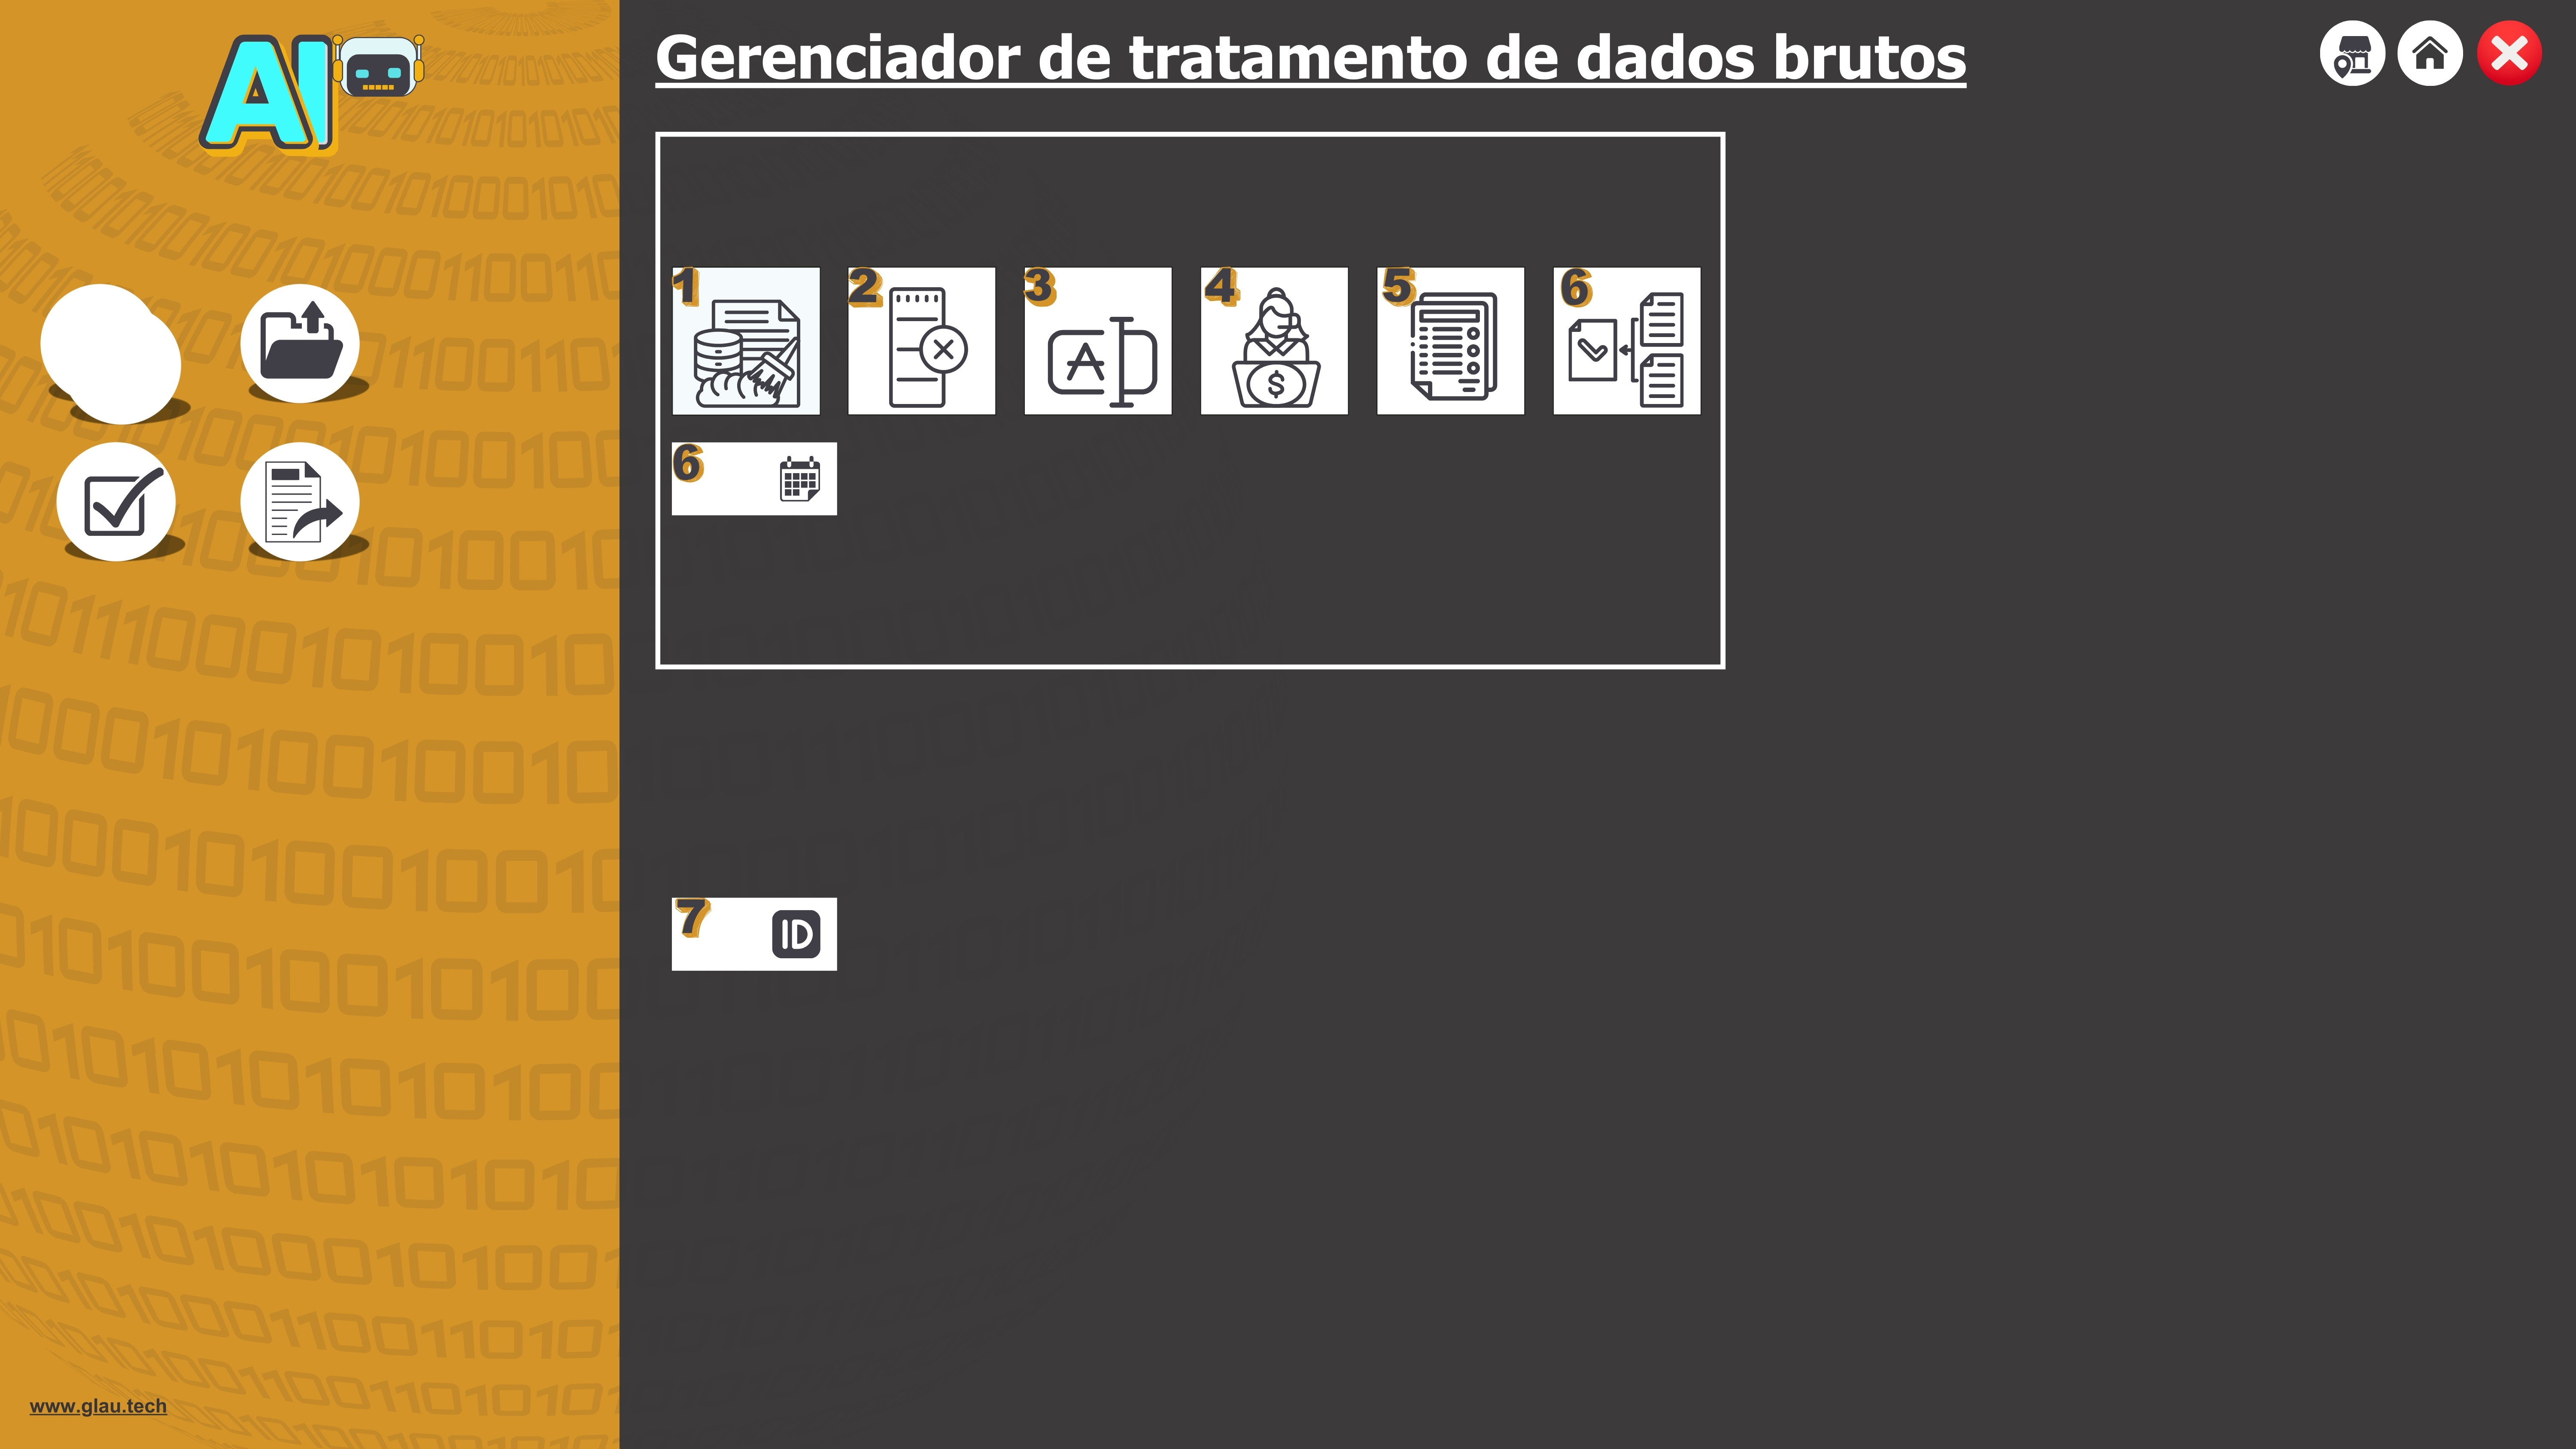 AI
Gerenciador de tratamento de dados brutos
1
2
3
A
4
$
5
6
6
7
ID
www.glau.tech